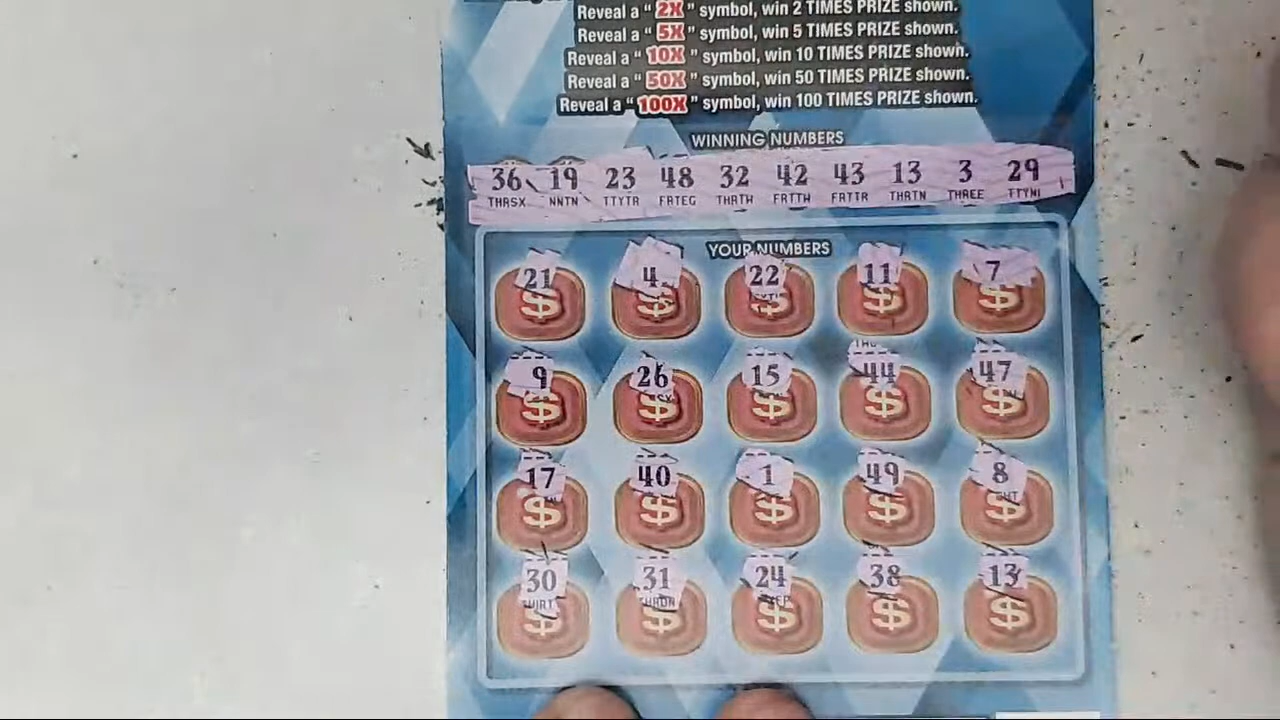 Reveal a "2X" symbol, win 2 TIMES PRIZE shown.
Reveal a "5X" symbol, win 5 TIMES PRIZE shown.
Reveal a "10X" symbol, win 10 TIMES PRIZE shown.
Reveal a "50X" symbol, win 50 TIMES PRIZE shown.
Reveal a "100X" symbol, win 100 TIMES PRIZE shown.
WINNING NUMBERS
36 19 23 48 32 42 43 13 3 29
THRSX NNTN TTYTR FRTEG THRTW FRTTW FRTTR THRTN THREE TTYNI
YOUR NUMBERS
21 4 22 11 7
$ $ $ $ $
9 26 15 44 47
$ $ $ $ $
17 40 1 49 8
$ $ $ $ $
30 31 24 38 13
$ $ $ $ $